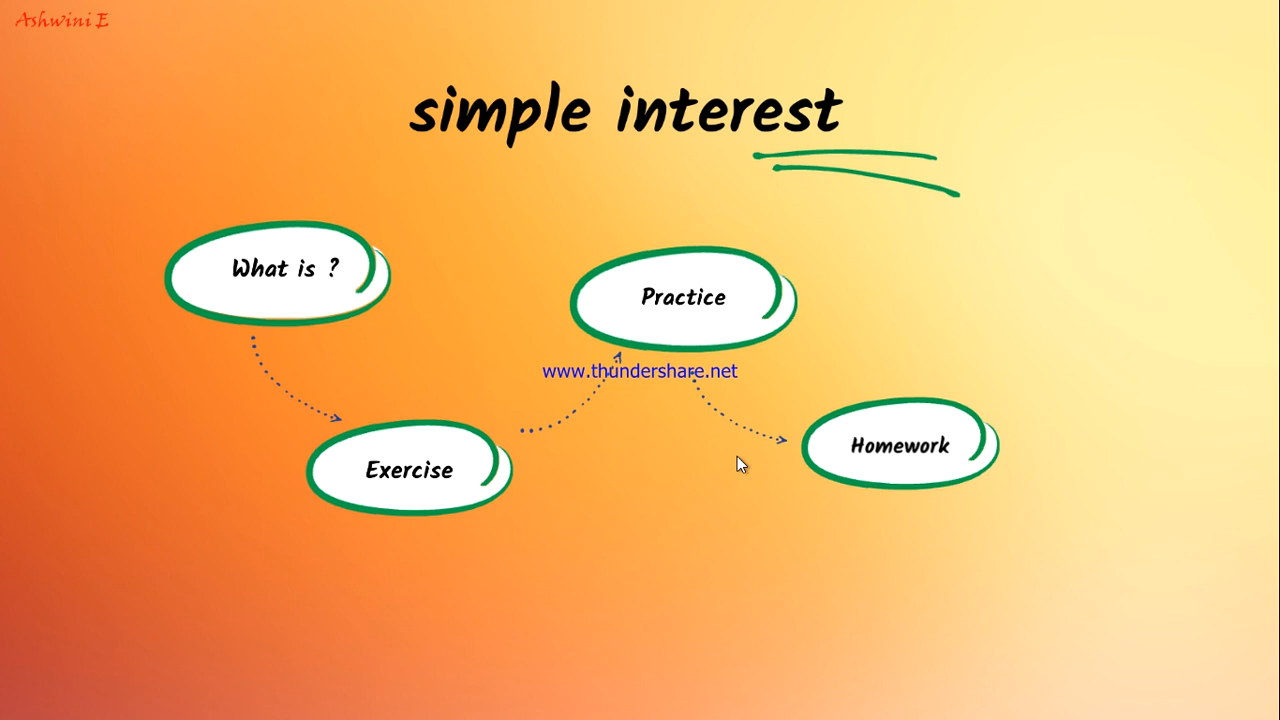 Ashwini E
simple interest
What is ?
Practice
www.thundershare.net
Homework
Exercise